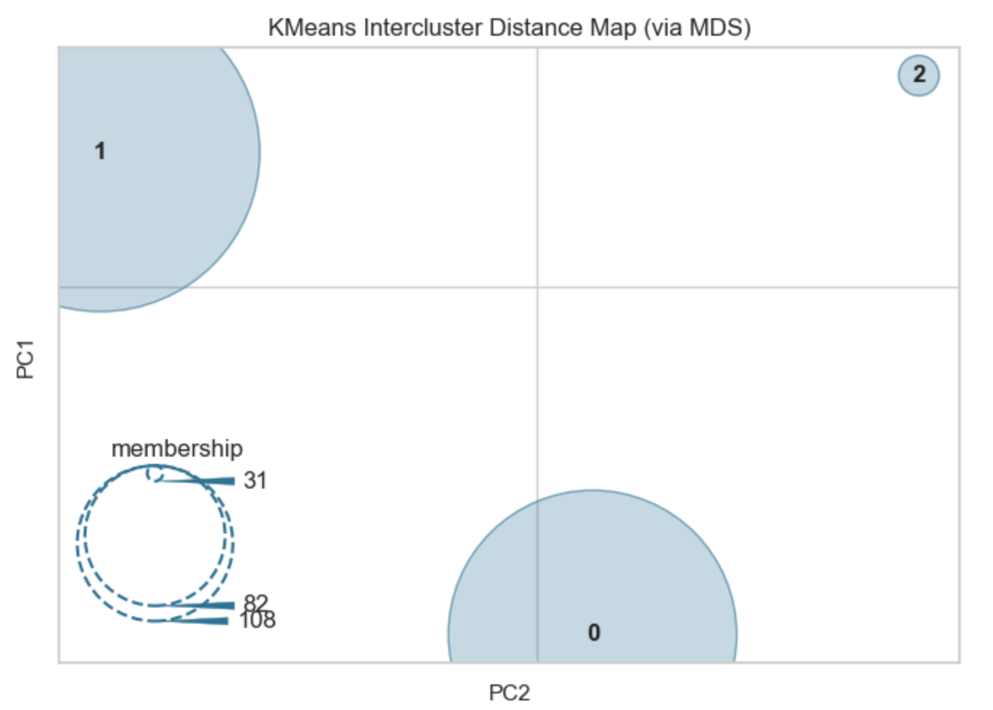 KMeans Intercluster Distance Map (via MDS)
2
1
PC1
membership
31
82
108
0
PC2